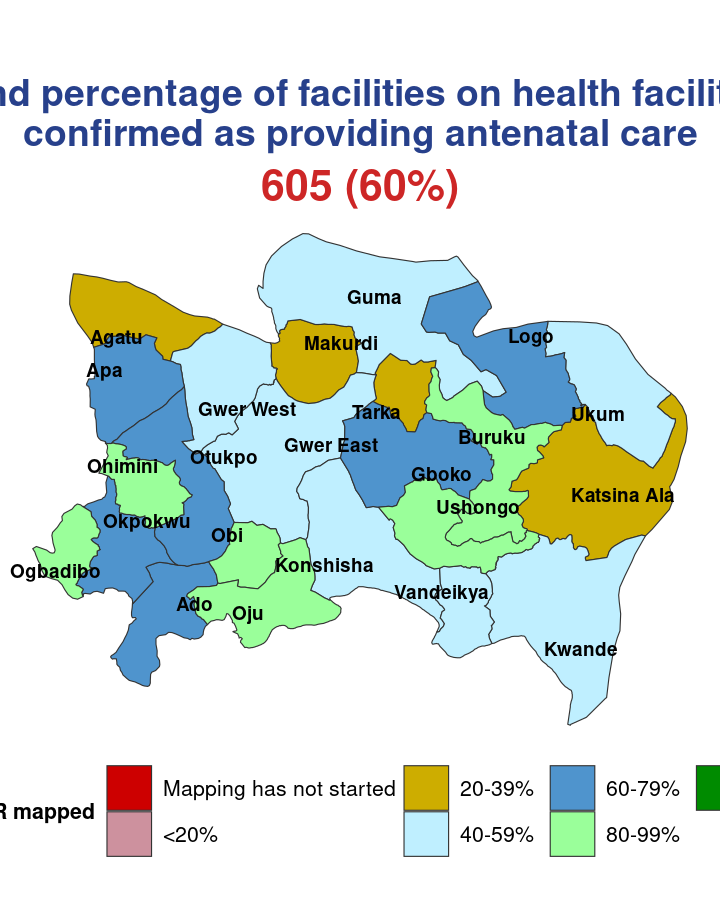 nd percentage of facilities on health facilit
confirmed as providing antenatal care
605 (60%)
Guma
Agatu
Makurdi
Logo
Apa
Gwer West
Tarka
Ukum
Gwer East
Buruku
Otukpo
Ohimini
Gboko
Katsina Ala
Ushongo
Okpokwu
Obi
Ogbadibo
Konshisha
Vandeikya
Ado
Oju
Kwande
R mapped
Mapping has not started
20-39%
60-79%
<20%
40-59%
80-99%